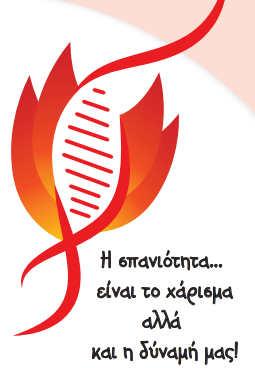 Η σπανιότητα...
είναι το χάρισμα
αλλά
και η δύναμή μας!